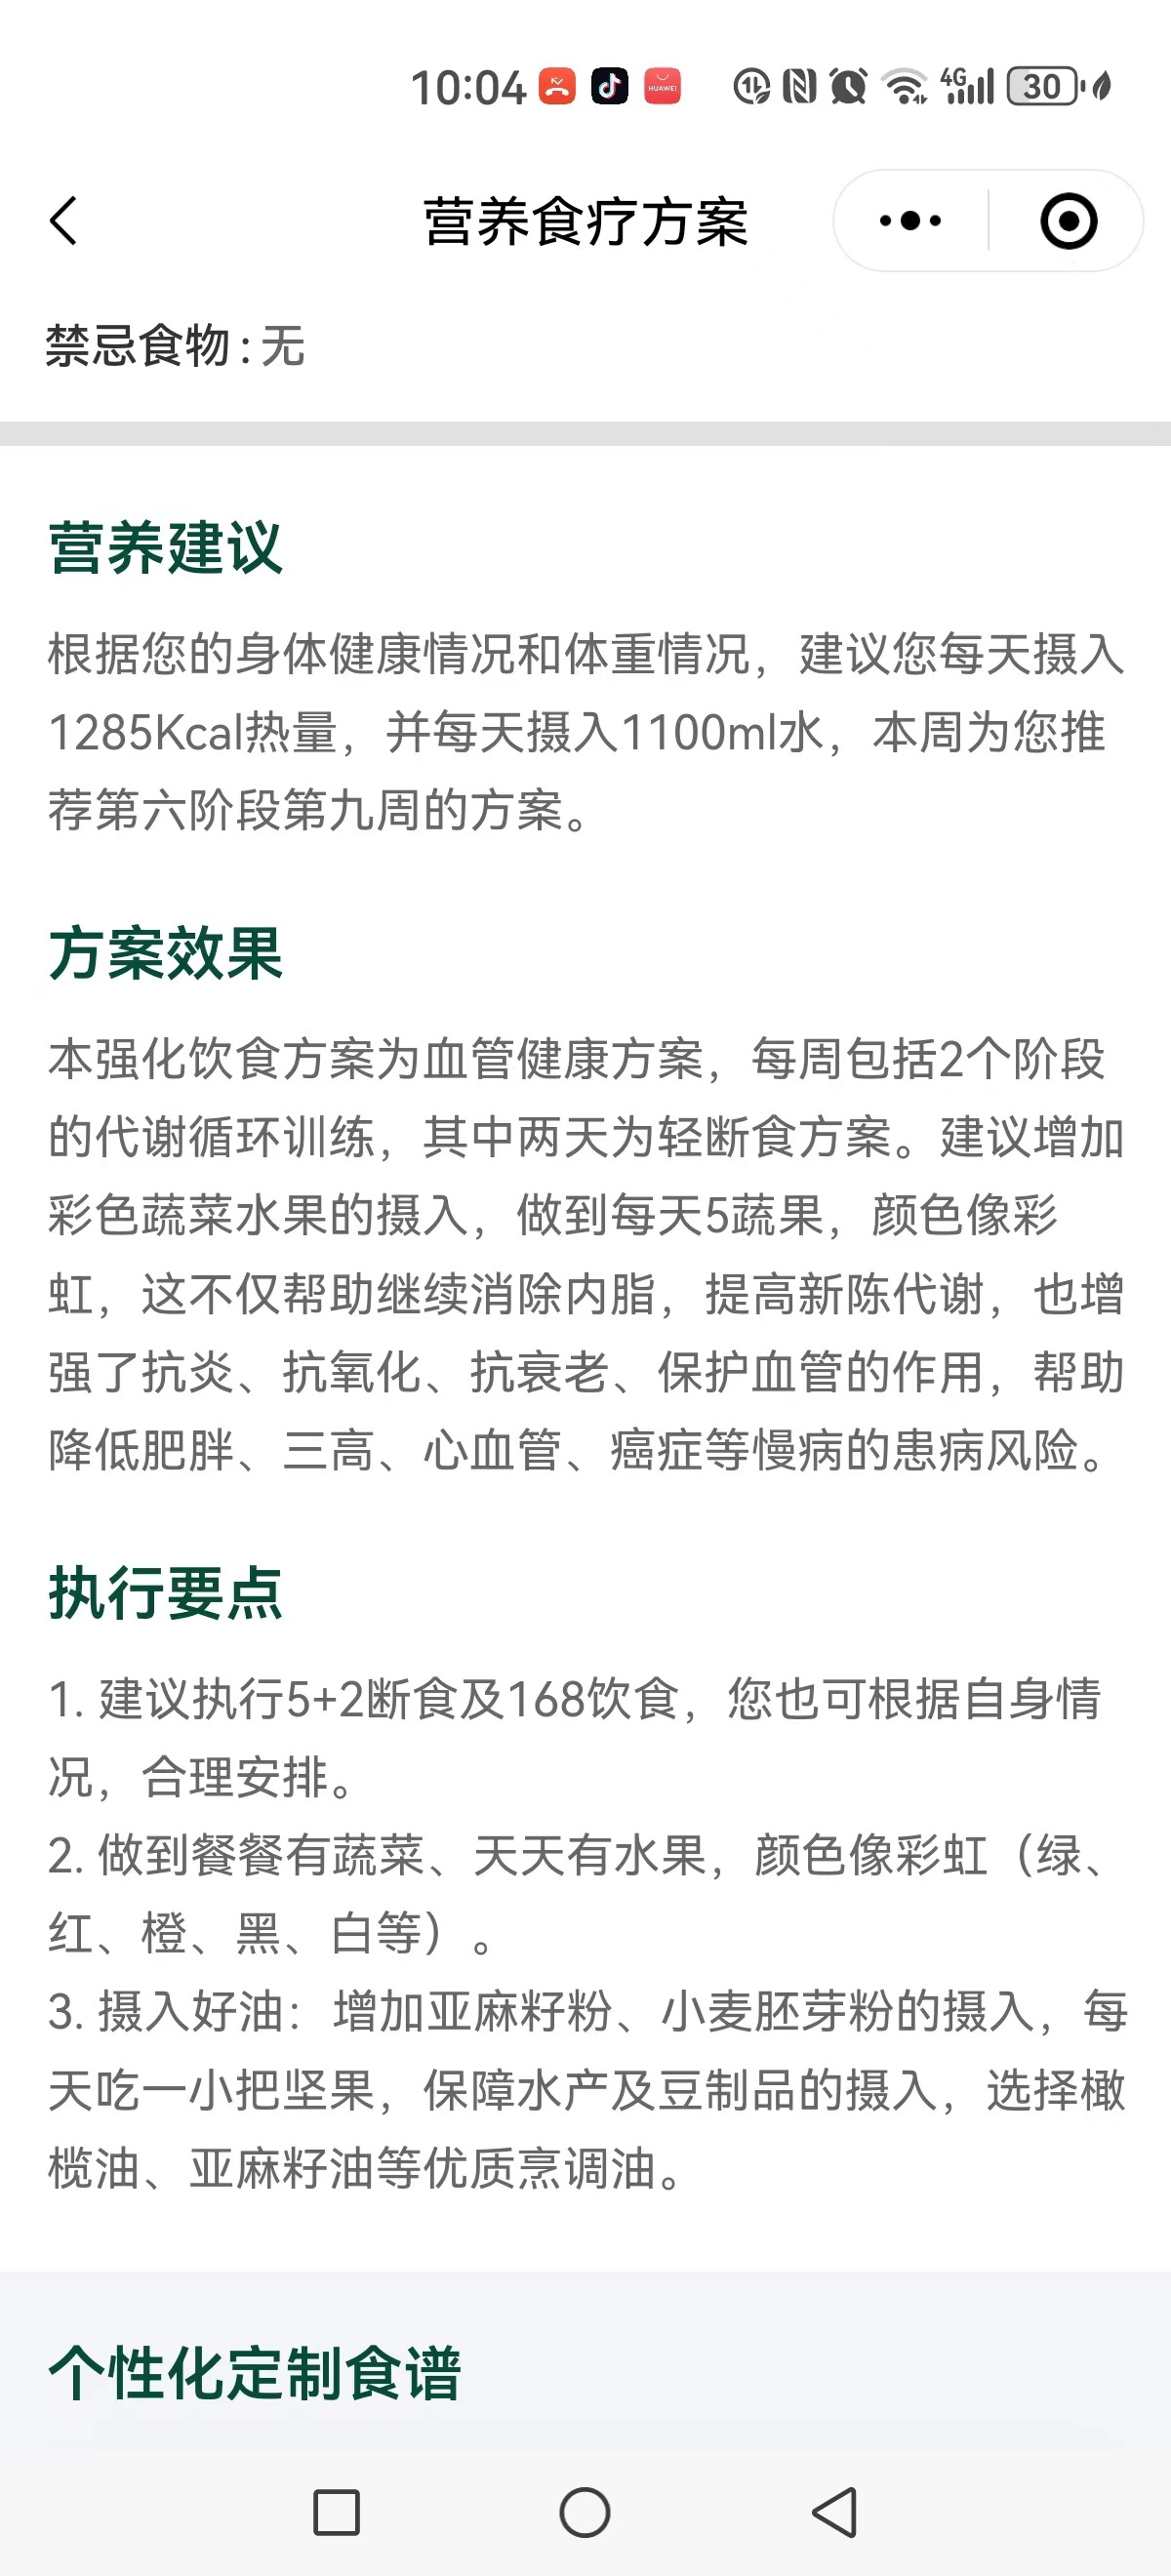 10:04 HUAWEI 4G 30
营养食疗方案
禁忌食物:无
营养建议
根据您的身体健康情况和体重情况，建议您每天摄入
1285Kcal热量，并每天摄入1100ml水，本周为您推
荐第六阶段第九周的方案。
方案效果
本强化饮食方案为血管健康方案，每周包括2个阶段
的代谢循环训练，其中两天为轻断食方案。建议增加
彩色蔬菜水果的摄入，做到每天5蔬果，颜色像彩
虹，这不仅帮助继续消除内脂，提高新陈代谢，也增
强了抗炎、抗氧化、抗衰老、保护血管的作用，帮助
降低肥胖、三高、心血管、癌症等慢病的患病风险。
执行要点
1. 建议执行5+2断食及168饮食，您也可根据自身情
况，合理安排。
2. 做到餐餐有蔬菜、天天有水果，颜色像彩虹（绿、
红、橙、黑、白等）。
3. 摄入好油：增加亚麻籽粉、小麦胚芽粉的摄入，每
天吃一小把坚果，保障水产及豆制品的摄入，选择橄
榄油、亚麻籽油等优质烹调油。
个性化定制食谱